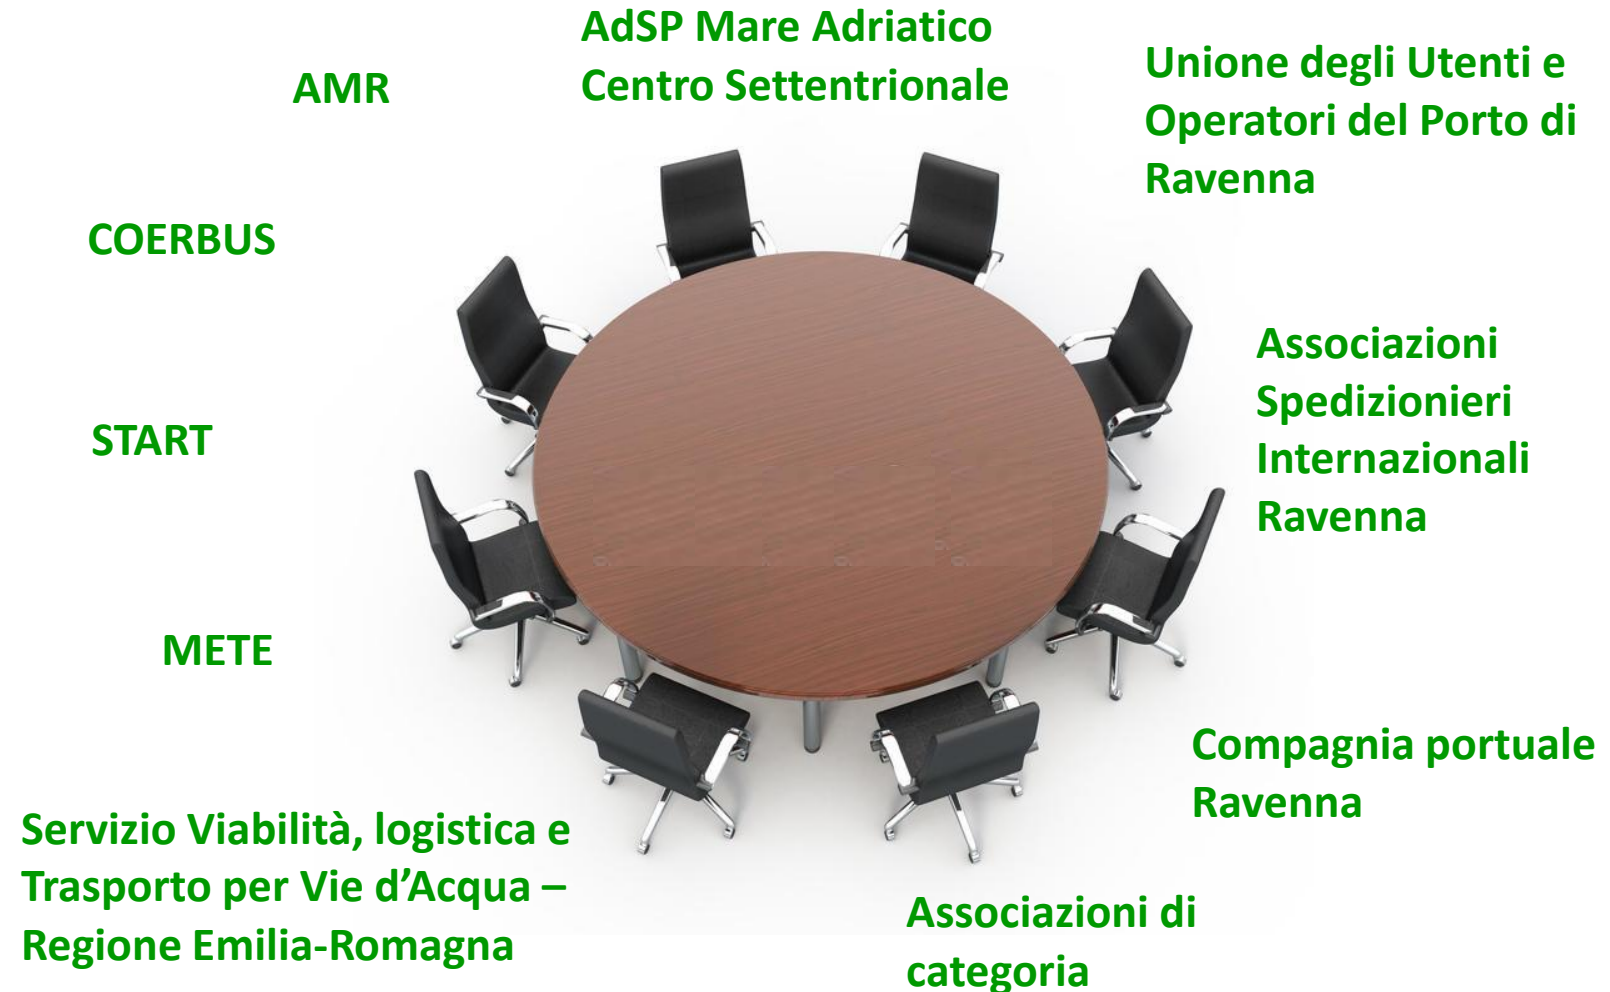 AdSP Mare Adriatico
Centro Settentrionale
AMR
Unione degli Utenti e
Operatori del Porto di
Ravenna
COERBUS
Associazioni
Spedizionieri
Internazionali
Ravenna
START
METE
Compagnia portuale
Ravenna
Servizio Viabilità, logistica e
Trasporto per Vie d’Acqua –
Regione Emilia-Romagna
Associazioni di
categoria